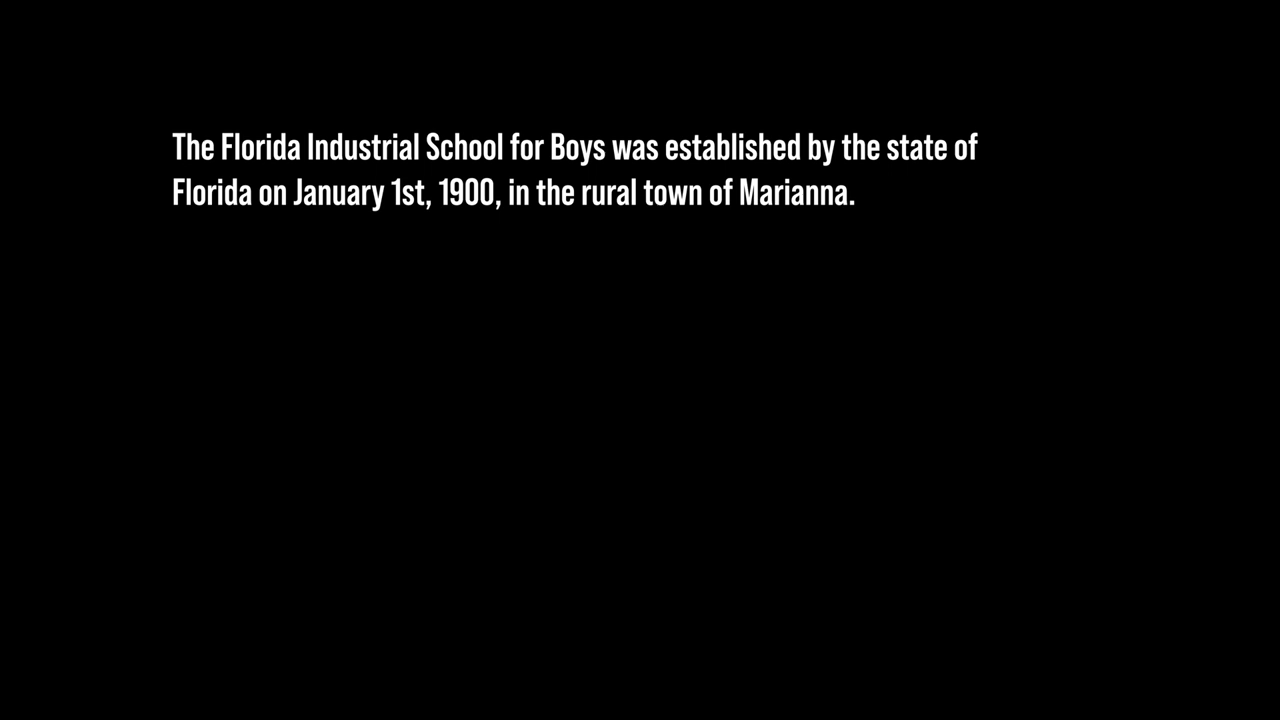 The Florida Industrial School for Boys was established by the state of
Florida on January 1st, 1900, in the rural town of Marianna.